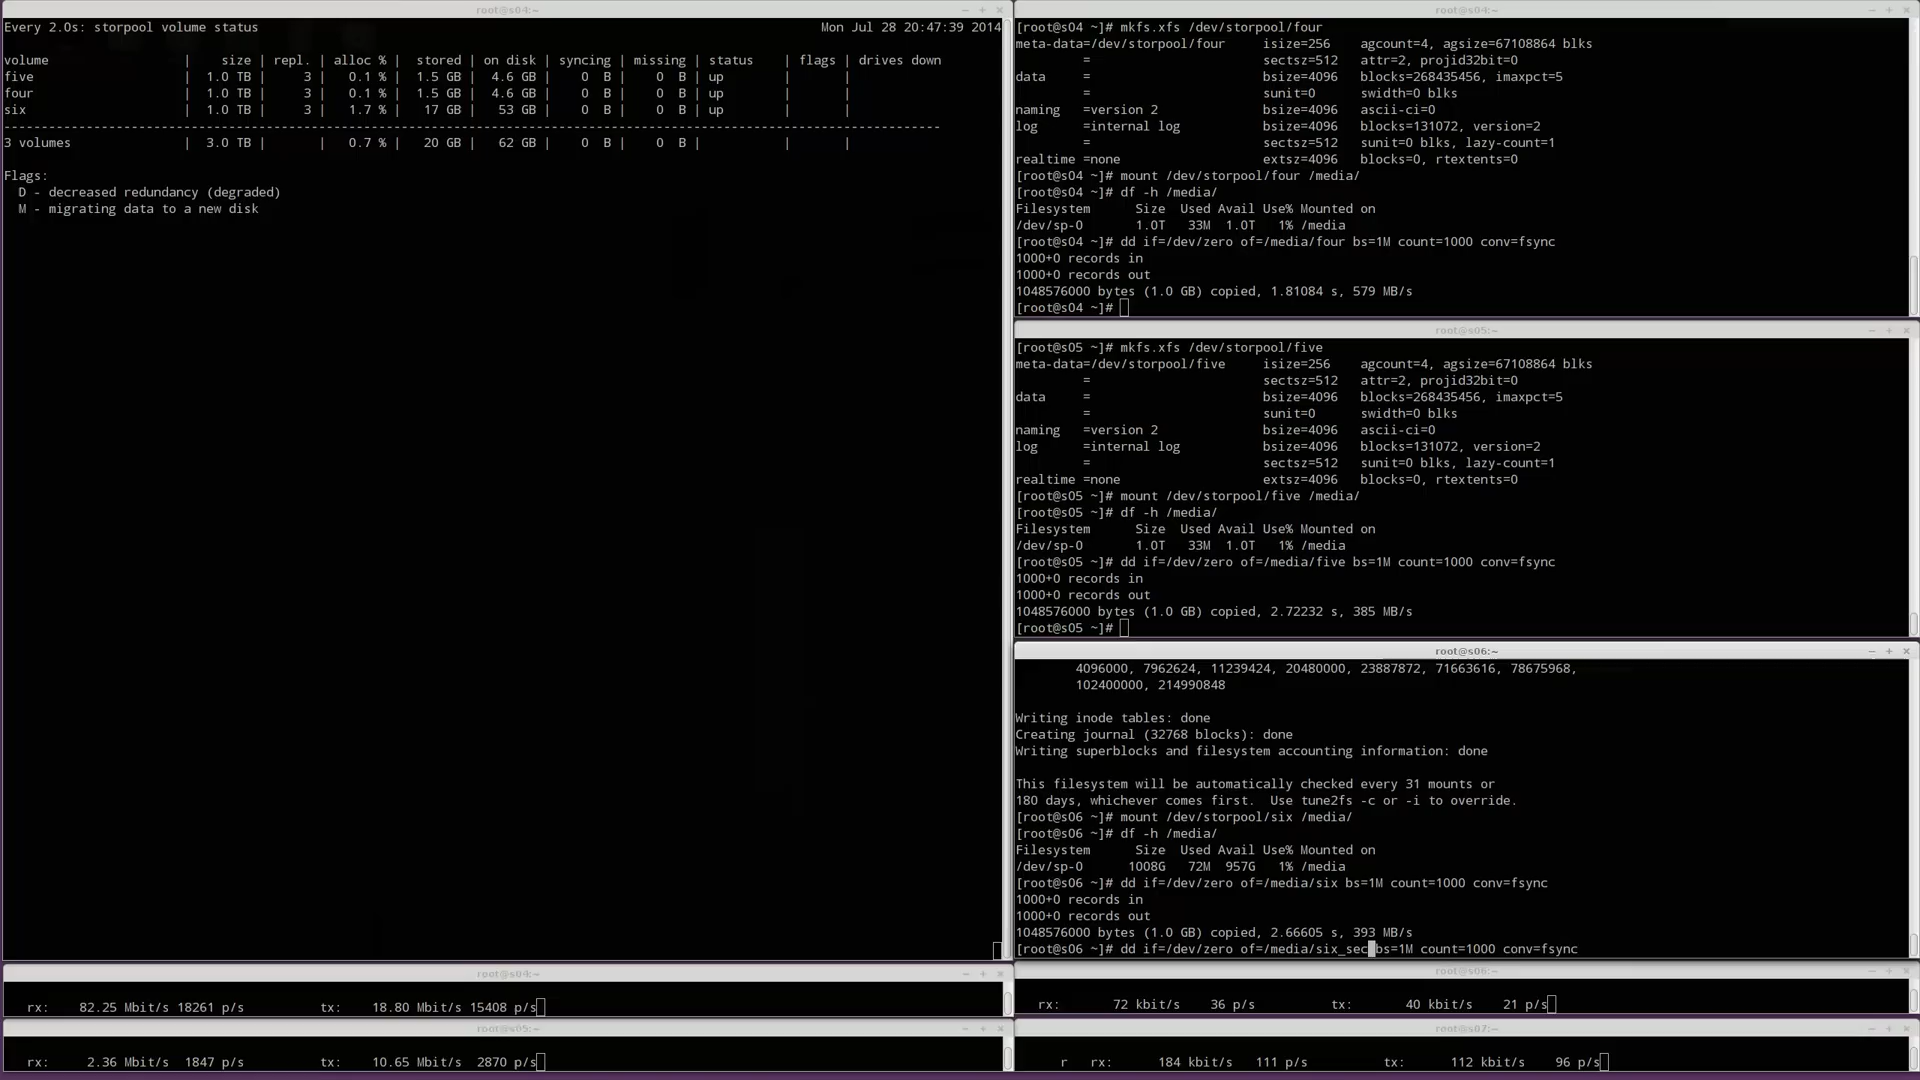 root@s04:~
Every 2.0s: storpool volume status                    Mon Jul 28 20:47:39 2014
volume | size | repl. | alloc % | stored | on disk | syncing | missing | status | flags | drives down
five | 1.0 TB | 3 | 0.1 % | 1.5 GB | 4.6 GB | 0 B | 0 B | up | |
four | 1.0 TB | 3 | 0.1 % | 1.5 GB | 4.6 GB | 0 B | 0 B | up | |
six | 1.0 TB | 3 | 1.7 % | 17 GB | 53 GB | 0 B | 0 B | up | |
----------------------------------------------------------------------------------------------------------------------------
3 volumes | 3.0 TB | | 0.7 % | 20 GB | 62 GB | 0 B | 0 B | | |
Flags:
D - decreased redundancy (degraded)
M - migrating data to a new disk
root@s04:~
[root@s04 ~]# mkfs.xfs /dev/storpool/four
meta-data=/dev/storpool/four     isize=256    agcount=4, agsize=67108864 blks
         =                       sectsz=512   attr=2, projid32bit=0
data     =                       bsize=4096   blocks=268435456, imaxpct=5
         =                       sunit=0      swidth=0 blks
naming   =version 2              bsize=4096   ascii-ci=0
log      =internal log           bsize=4096   blocks=131072, version=2
         =                       sectsz=512   sunit=0 blks, lazy-count=1
realtime =none                   extsz=4096   blocks=0, rtextents=0
[root@s04 ~]# mount /dev/storpool/four /media/
[root@s04 ~]# df -h /media/
Filesystem      Size  Used Avail Use% Mounted on
/dev/sp-0       1.0T   33M  1.0T   1% /media
[root@s04 ~]# dd if=/dev/zero of=/media/four bs=1M count=1000 conv=fsync
1000+0 records in
1000+0 records out
1048576000 bytes (1.0 GB) copied, 1.81084 s, 579 MB/s
[root@s04 ~]#
root@s05:~
[root@s05 ~]# mkfs.xfs /dev/storpool/five
meta-data=/dev/storpool/five     isize=256    agcount=4, agsize=67108864 blks
         =                       sectsz=512   attr=2, projid32bit=0
data     =                       bsize=4096   blocks=268435456, imaxpct=5
         =                       sunit=0      swidth=0 blks
naming   =version 2              bsize=4096   ascii-ci=0
log      =internal log           bsize=4096   blocks=131072, version=2
         =                       sectsz=512   sunit=0 blks, lazy-count=1
realtime =none                   extsz=4096   blocks=0, rtextents=0
[root@s05 ~]# mount /dev/storpool/five /media/
[root@s05 ~]# df -h /media/
Filesystem      Size  Used Avail Use% Mounted on
/dev/sp-0       1.0T   33M  1.0T   1% /media
[root@s05 ~]# dd if=/dev/zero of=/media/five bs=1M count=1000 conv=fsync
1000+0 records in
1000+0 records out
1048576000 bytes (1.0 GB) copied, 2.72232 s, 385 MB/s
[root@s05 ~]#
root@s06:~
4096000, 7962624, 11239424, 20480000, 23887872, 71663616, 78675968,
102400000, 214990848
Writing inode tables: done
Creating journal (32768 blocks): done
Writing superblocks and filesystem accounting information: done
This filesystem will be automatically checked every 31 mounts or
180 days, whichever comes first.  Use tune2fs -c or -i to override.
[root@s06 ~]# mount /dev/storpool/six /media/
[root@s06 ~]# df -h /media/
Filesystem      Size  Used Avail Use% Mounted on
/dev/sp-0      1008G   72M  957G   1% /media
[root@s06 ~]# dd if=/dev/zero of=/media/six bs=1M count=1000 conv=fsync
1000+0 records in
1000+0 records out
1048576000 bytes (1.0 GB) copied, 2.66605 s, 393 MB/s
[root@s06 ~]# dd if=/dev/zero of=/media/six_sec bs=1M count=1000 conv=fsync
root@s04:~
rx:    82.25 Mbit/s 18261 p/s          tx:    18.80 Mbit/s 15408 p/s
root@s06:~
rx:       72 kbit/s    36 p/s          tx:       40 kbit/s    21 p/s
root@s05:~
rx:     2.36 Mbit/s  1847 p/s          tx:    10.65 Mbit/s  2870 p/s
root@s07:~
r   rx:      184 kbit/s   111 p/s          tx:      112 kbit/s    96 p/s